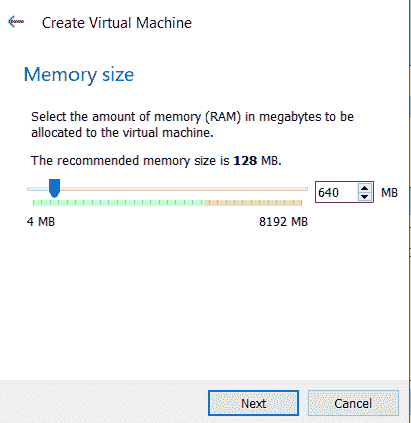 Create Virtual Machine
Memory size
Select the amount of memory (RAM) in megabytes to be
allocated to the virtual machine.
The recommended memory size is 128 MB.
640 MB
4 MB 8192 MB
Next Cancel